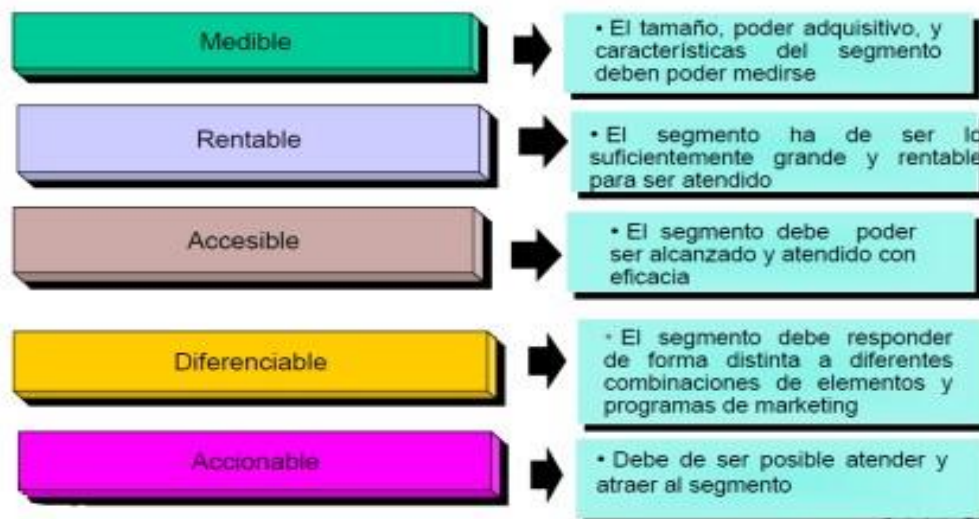 Medible
• El tamaño, poder adquisitivo, y
características del segmento
deben poder medirse
Rentable
• El segmento ha de ser lo
suficientemente grande y rentable
para ser atendido
Accesible
• El segmento debe poder
ser alcanzado y atendido con
eficacia
Diferenciable
• El segmento debe responder
de forma distinta a diferentes
combinaciones de elementos y
programas de marketing
Accionable
• Debe de ser posible atender y
atraer al segmento